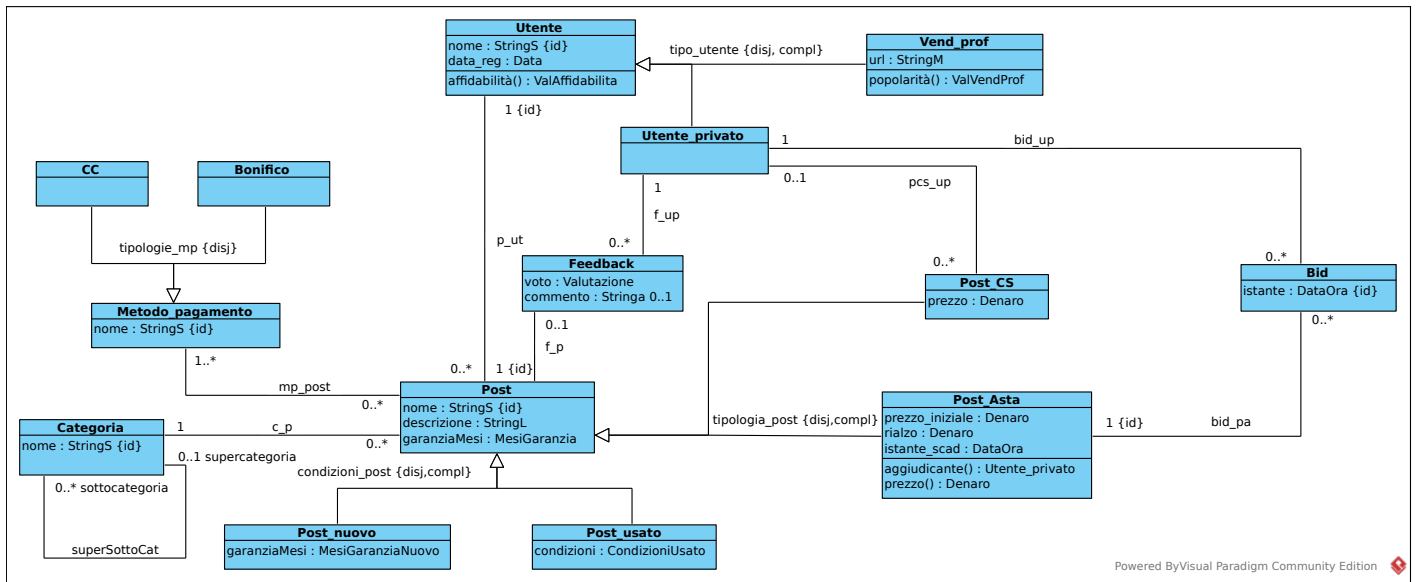 Utente
nome : StringS {id}
data_reg : Data
affidabilità() : ValAffidabilita
tipo_utente {disj, compl}
Vend_prof
url : StringM
popolarità() : ValVendProf
1 {id}
Utente_privato
1
bid_up
0..1
pcs_up
CC
Bonifico
1
f_up
tipologie_mp {disj}
p_ut
0..*
0..*
0..*
Feedback
voto : Valutazione
commento : Stringa 0..1
Post_CS
prezzo : Denaro
Bid
istante : DataOra {id}
Metodo_pagamento
nome : StringS {id}
0..1
0..*
f_p
1..*
0..*
1 {id}
mp_post
0..*
Post
nome : StringS {id}
descrizione : StringL
garanziaMesi : MesiGaranzia
tipologia_post {disj,compl}
Post_Asta
prezzo_iniziale : Denaro
rialzo : Denaro
istante_scad : DataOra
aggiudicante() : Utente_privato
prezzo() : Denaro
1 {id}
bid_pa
Categoria
nome : StringS {id}
1
c_p
0..*
0..1 supercategoria
condizioni_post {disj,compl}
0..* sottocategoria
superSottoCat
Post_nuovo
garanziaMesi : MesiGaranziaNuovo
Post_usato
condizioni : CondizioniUsato
Powered ByVisual Paradigm Community Edition